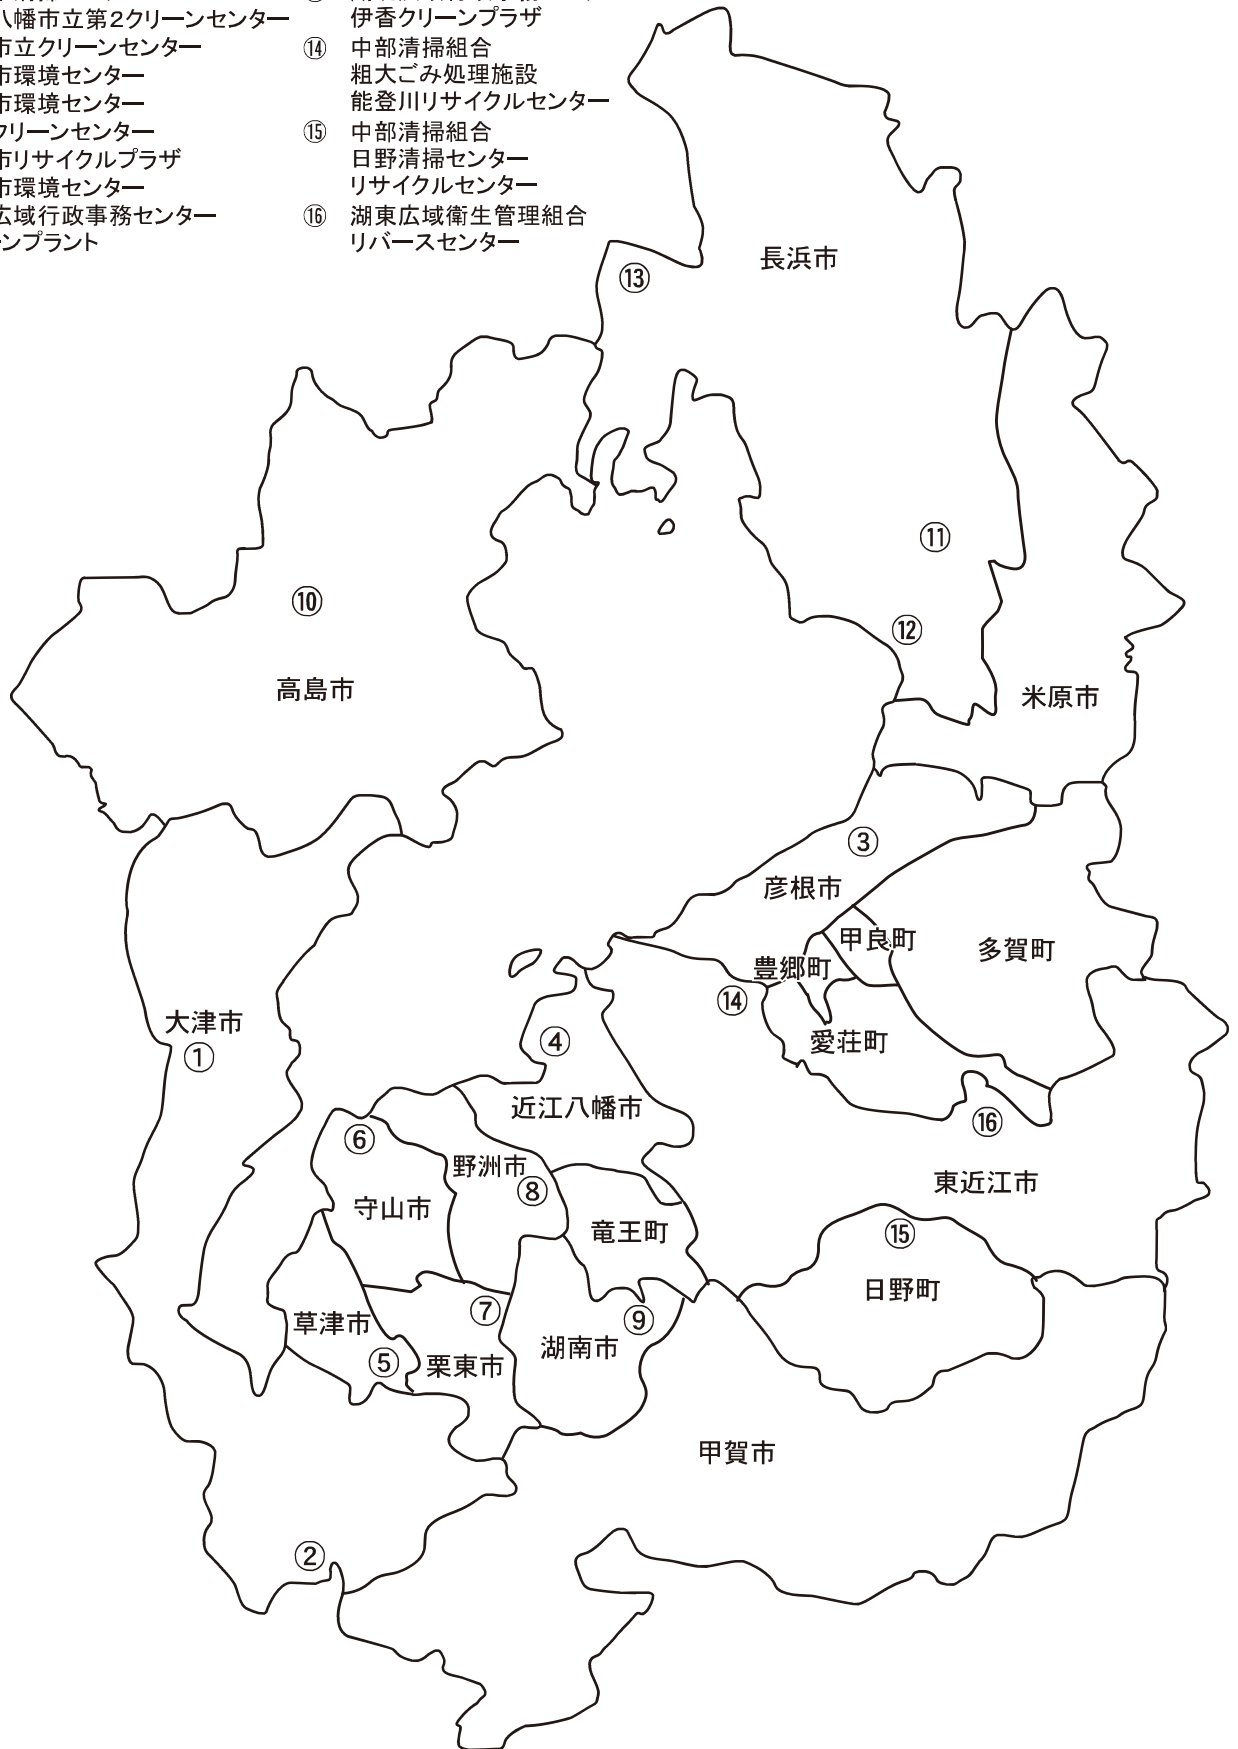 八幡市立第2クリーンセンター
市立クリーンセンター
市環境センター
市環境センター
クリーンセンター
市リサイクルプラザ
市環境センター
広域行政事務センター
ンプラント
伊香クリーンプラザ
⑭ 中部清掃組合
粗大ごみ処理施設
能登川リサイクルセンター
⑮ 中部清掃組合
日野清掃センター
リサイクルセンター
⑯ 湖東広域衛生管理組合
リバースセンター
長浜市
⑬
⑪
⑩
⑫
高島市
米原市
③
彦根市
甲良町
多賀町
豊郷町
⑭
大津市
①
④
愛荘町
近江八幡市
⑯
⑥
野洲市
⑧
東近江市
守山市
竜王町
⑮
日野町
⑦
⑨
草津市
湖南市
⑤
栗東市
甲賀市
②